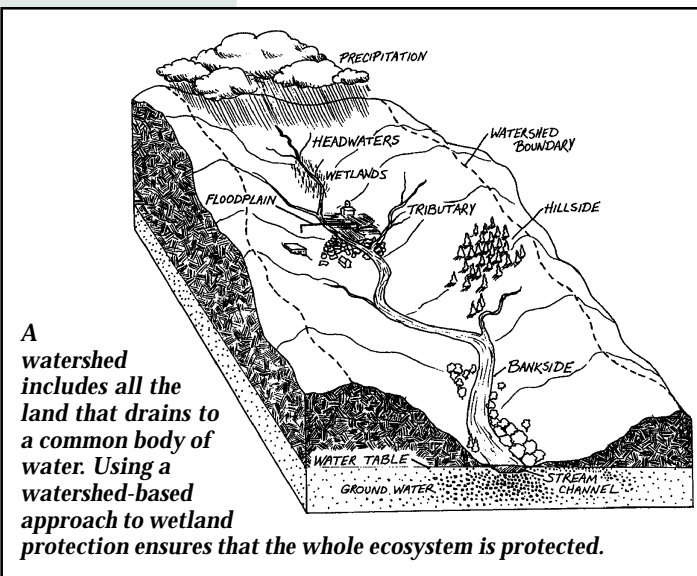 PRECIPITATION
HEADWATERS
WATERSHED
BOUNDARY
WETLANDS
FLOODPLAIN
TRIBUTARY
HILLSIDE
BANKSIDE
WATER TABLE
STREAM
CHANNEL
GROUND WATER
A
watershed
includes all the
land that drains to
a common body of
water. Using a
watershed-based
approach to wetland
protection ensures that the whole ecosystem is protected.